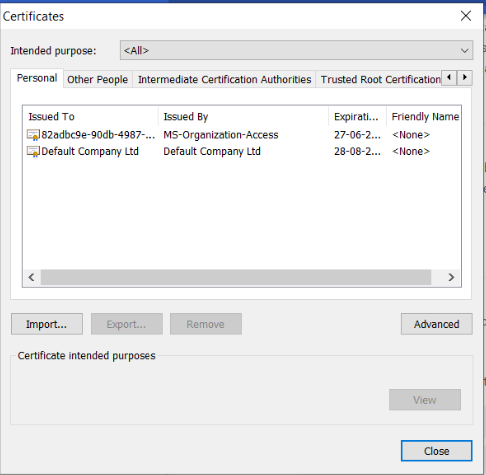 Certificates
Intended purpose: <All>
Personal Other People Intermediate Certification Authorities Trusted Root Certification
Issued To Issued By Expirati... Friendly Name
82adbc9e-90db-4987-... MS-Organization-Access 27-06-2... <None>
Default Company Ltd Default Company Ltd 28-08-2... <None>
Import... Export... Remove Advanced
Certificate intended purposes
View
Close